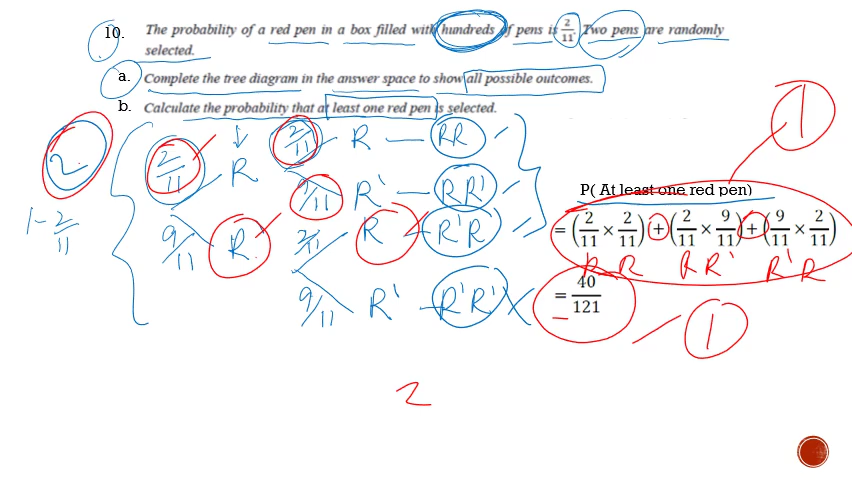 10. The probability of a red pen in a box filled with hundreds of pens is 2/11. Two pens are randomly
selected.
a. Complete the tree diagram in the answer space to show all possible outcomes.
b. Calculate the probability that at least one red pen is selected.
2/11 R 2/11 R — RR
2
9/11 R' — RR'
1 - 2/11
9/11 R 2/11 R — R'R
9/11 R' — R'R'
1
P( At least one red pen)
= (2/11 × 2/11) + (2/11 × 9/11) + (9/11 × 2/11)
RR RR' R'R
= 40/121
1
2